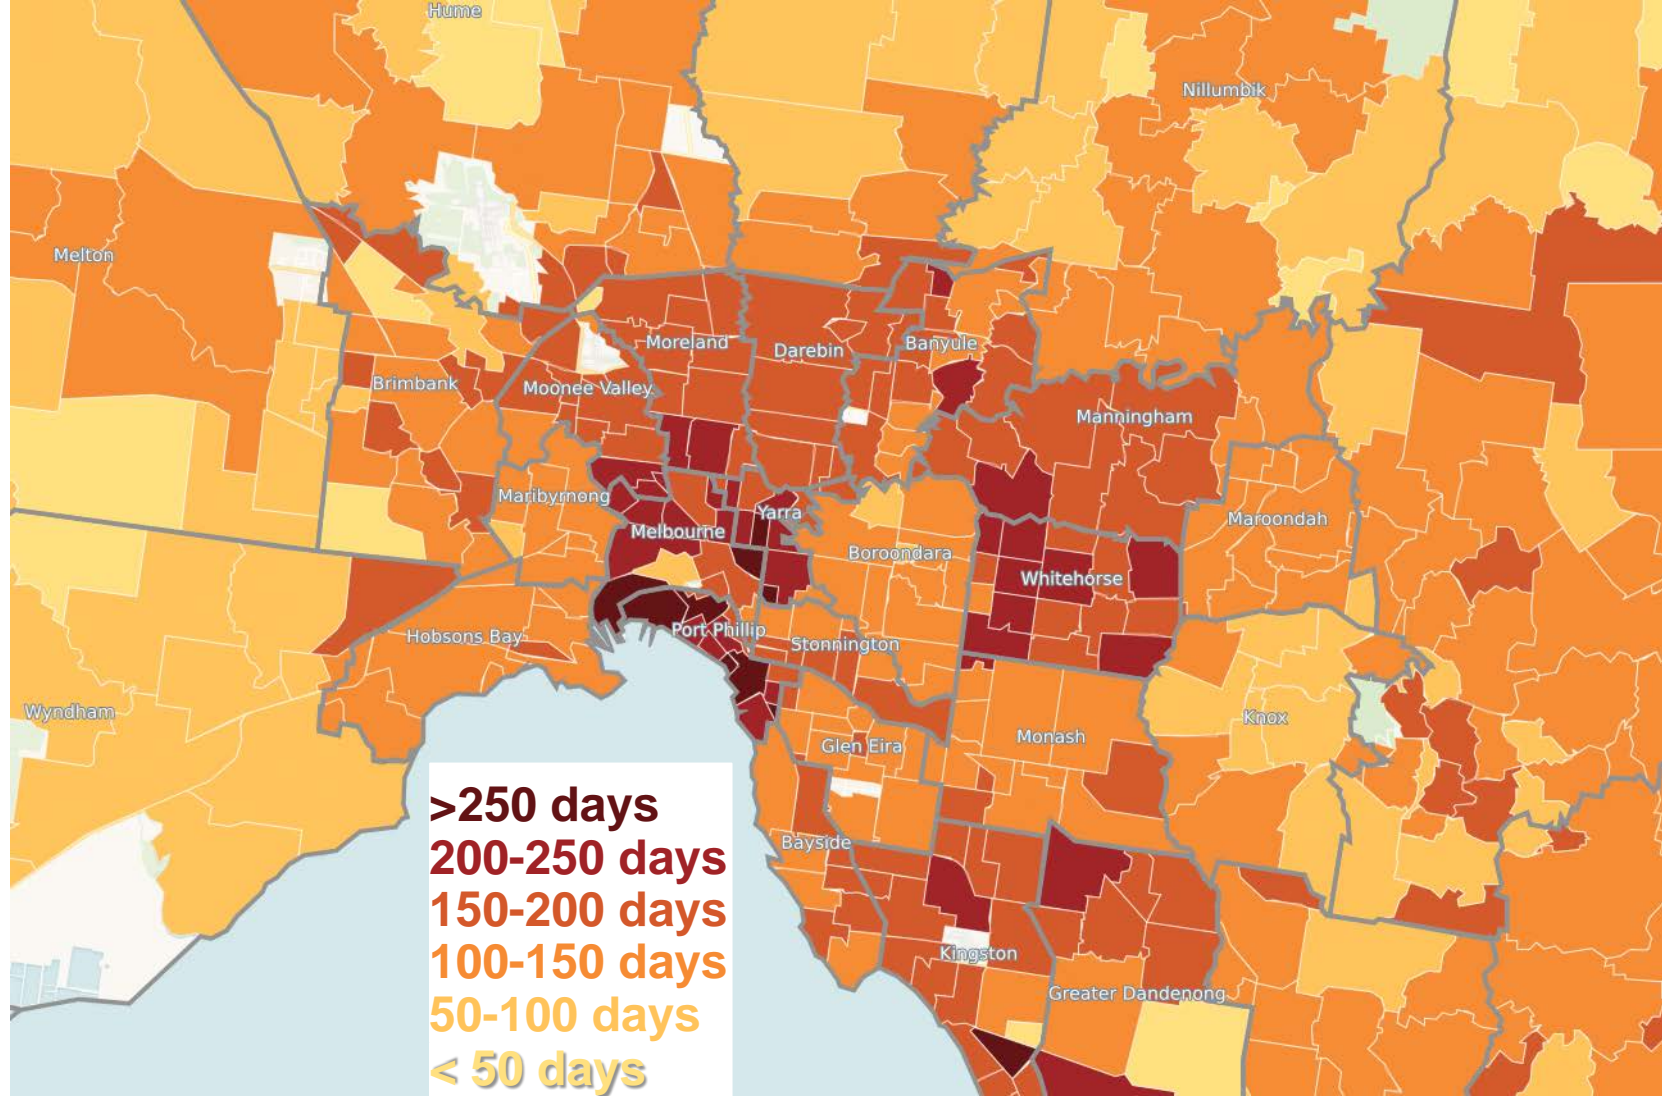 Hume
Nillumbik
Melton
Moreland
Darebin
Banyule
Brimbank
Moonee Valley
Manningham
Maribyrnong
Yarra
Maroondah
Melbourne
Boroondara
Whitehorse
Port Phillip
Hobsons Bay
Stonnington
Wyndham
Knox
Monash
Glen Eira
>250 days
200-250 days
Bayside
150-200 days
100-150 days
Kingston
Greater Dandenong
50-100 days
< 50 days